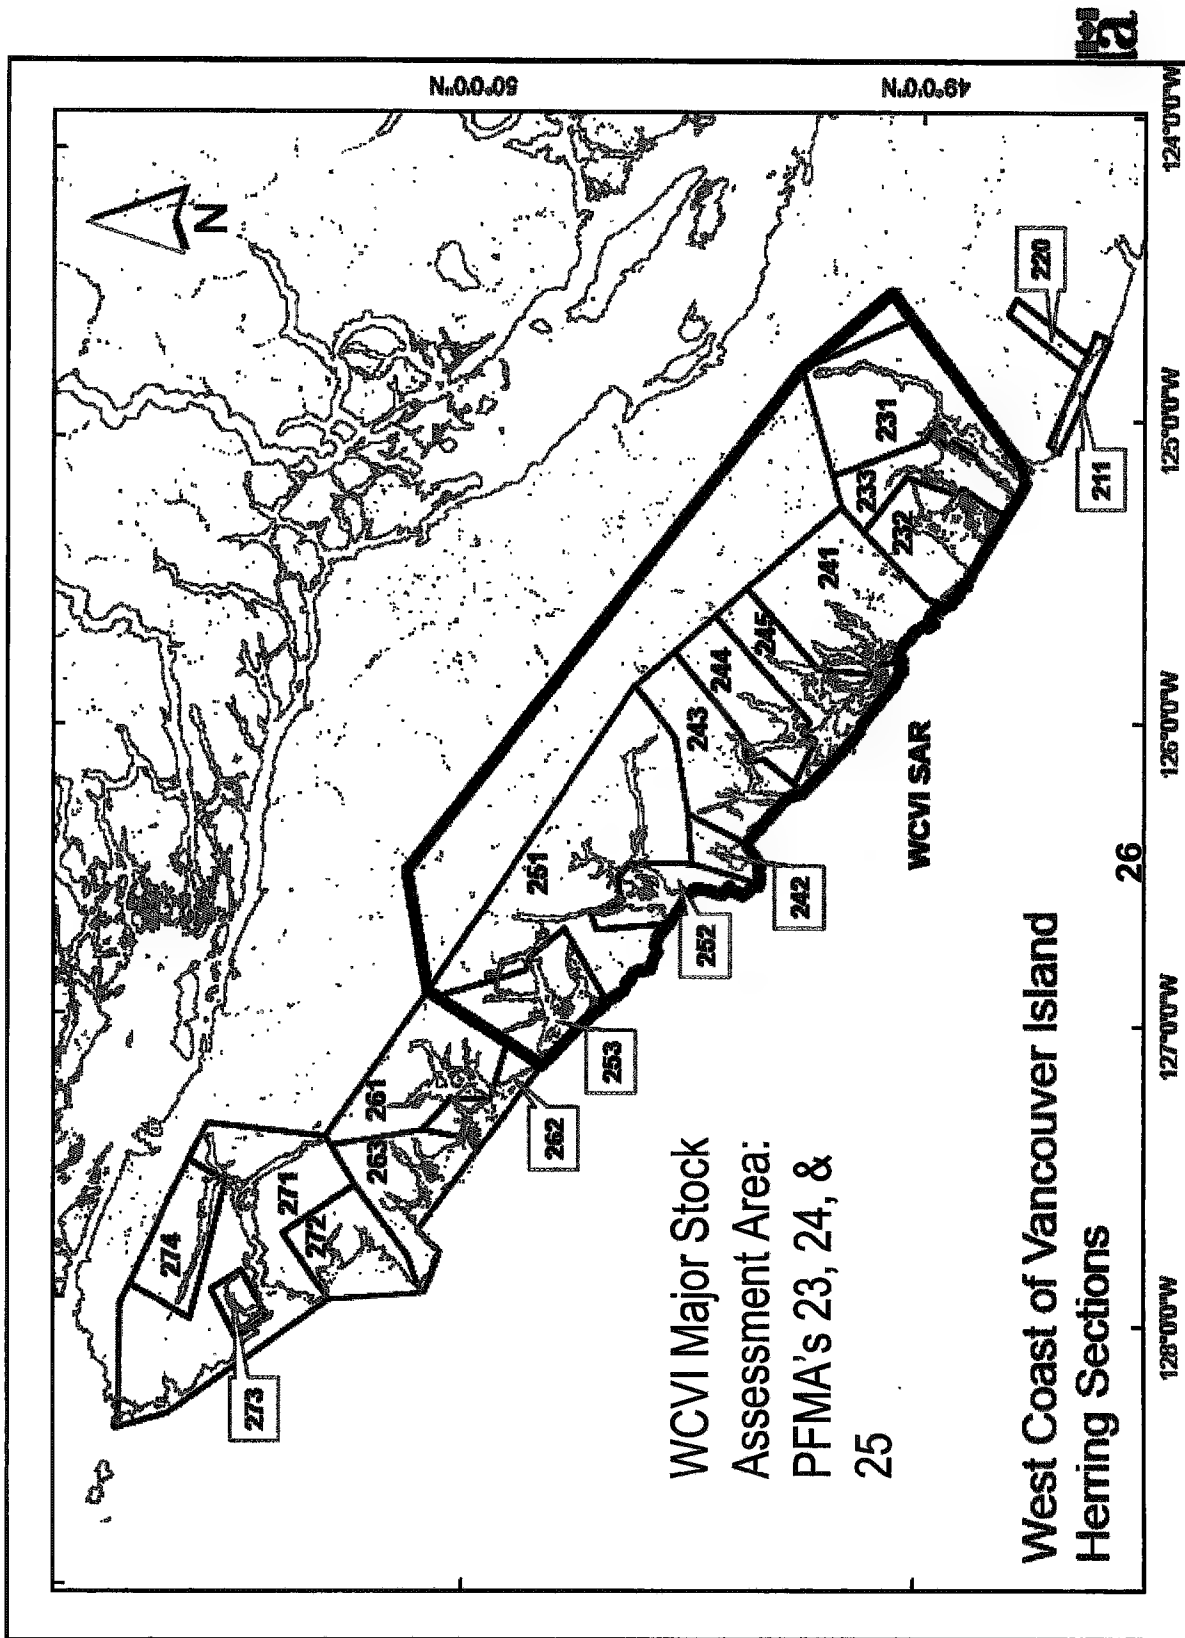 N
274
273
271
272
263
261
262
253
251
252
242
243
244
245
241
233
232
231
220
211
WCVI SAR
WCVI Major Stock
Assessment Area:
PFMA's 23, 24, &
25
West Coast of Vancouver Island
Herring Sections
26
128°0'0"W
127°0'0"W
126°0'0"W
125°0'0"W
124°0'0"W
50°0'0"N
49°0'0"N
a